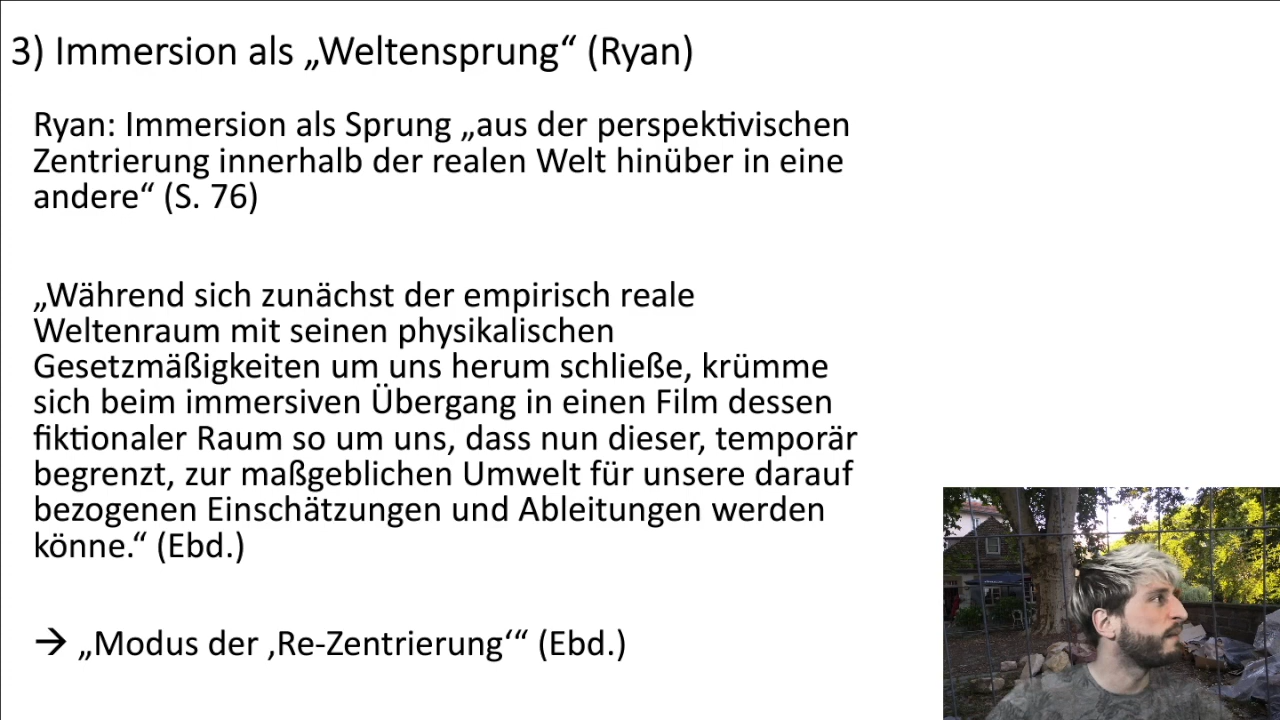 3) Immersion als „Weltensprung“ (Ryan)
Ryan: Immersion als Sprung „aus der perspektivischen
Zentrierung innerhalb der realen Welt hinüber in eine
andere“ (S. 76)
„Während sich zunächst der empirisch reale
Weltenraum mit seinen physikalischen
Gesetzmäßigkeiten um uns herum schließe, krümme
sich beim immersiven Übergang in einen Film dessen
fiktionaler Raum so um uns, dass nun dieser, temporär
begrenzt, zur maßgeblichen Umwelt für unsere darauf
bezogenen Einschätzungen und Ableitungen werden
könne.“ (Ebd.)
→ „Modus der ‚Re-Zentrierung‘“ (Ebd.)